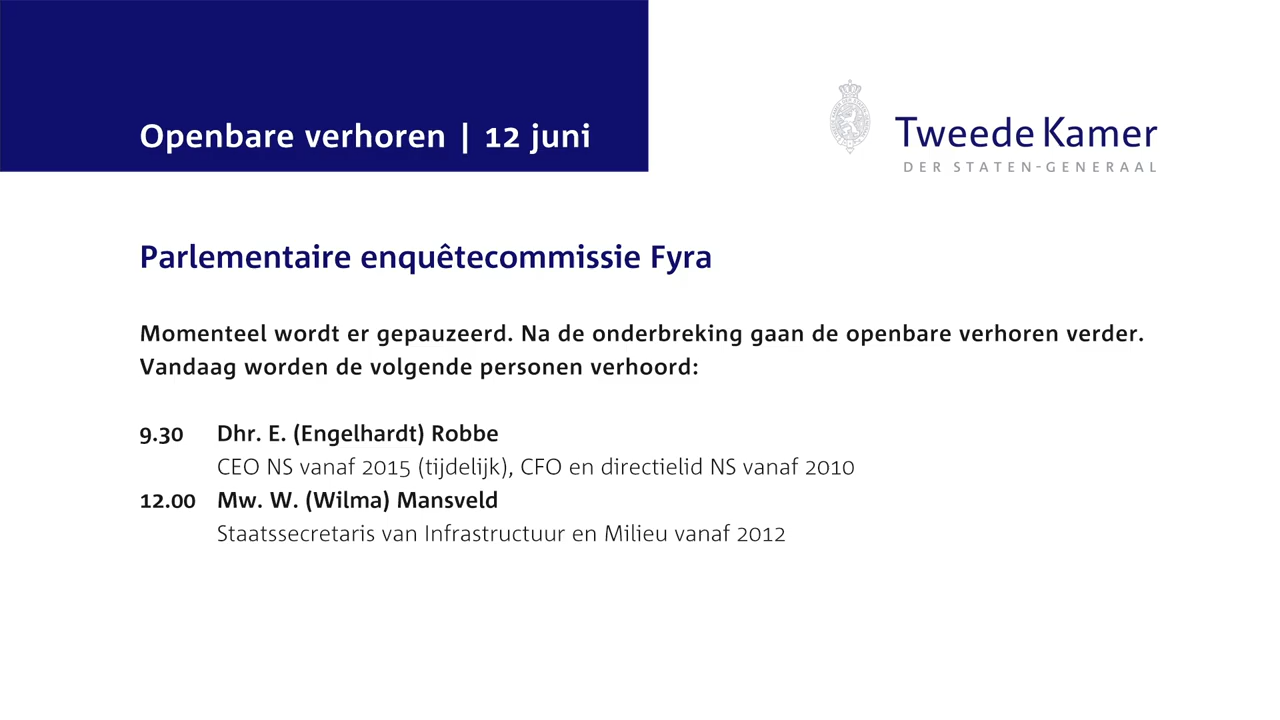 Openbare verhoren | 12 juni
Tweede Kamer
DER STATEN-GENERAAL
Parlementaire enquêtecommissie Fyra
Momenteel wordt er gepauzeerd. Na de onderbreking gaan de openbare verhoren verder.
Vandaag worden de volgende personen verhoord:
9.30 Dhr. E. (Engelhardt) Robbe
CEO NS vanaf 2015 (tijdelijk), CFO en directielid NS vanaf 2010
12.00 Mw. W. (Wilma) Mansveld
Staatssecretaris van Infrastructuur en Milieu vanaf 2012